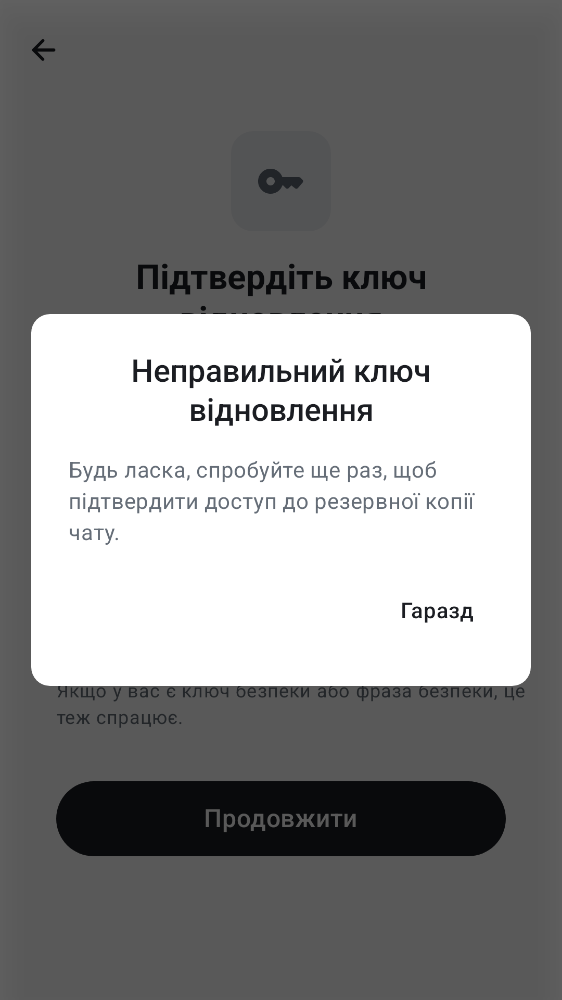 Підтвердіть ключ
відновлення
Неправильний ключ
відновлення
Будь ласка, спробуйте ще раз, щоб
підтвердити доступ до резервної копії
чату.
Гаразд
Якщо у вас є ключ безпеки або фраза безпеки, це
теж спрацює.
Продовжити